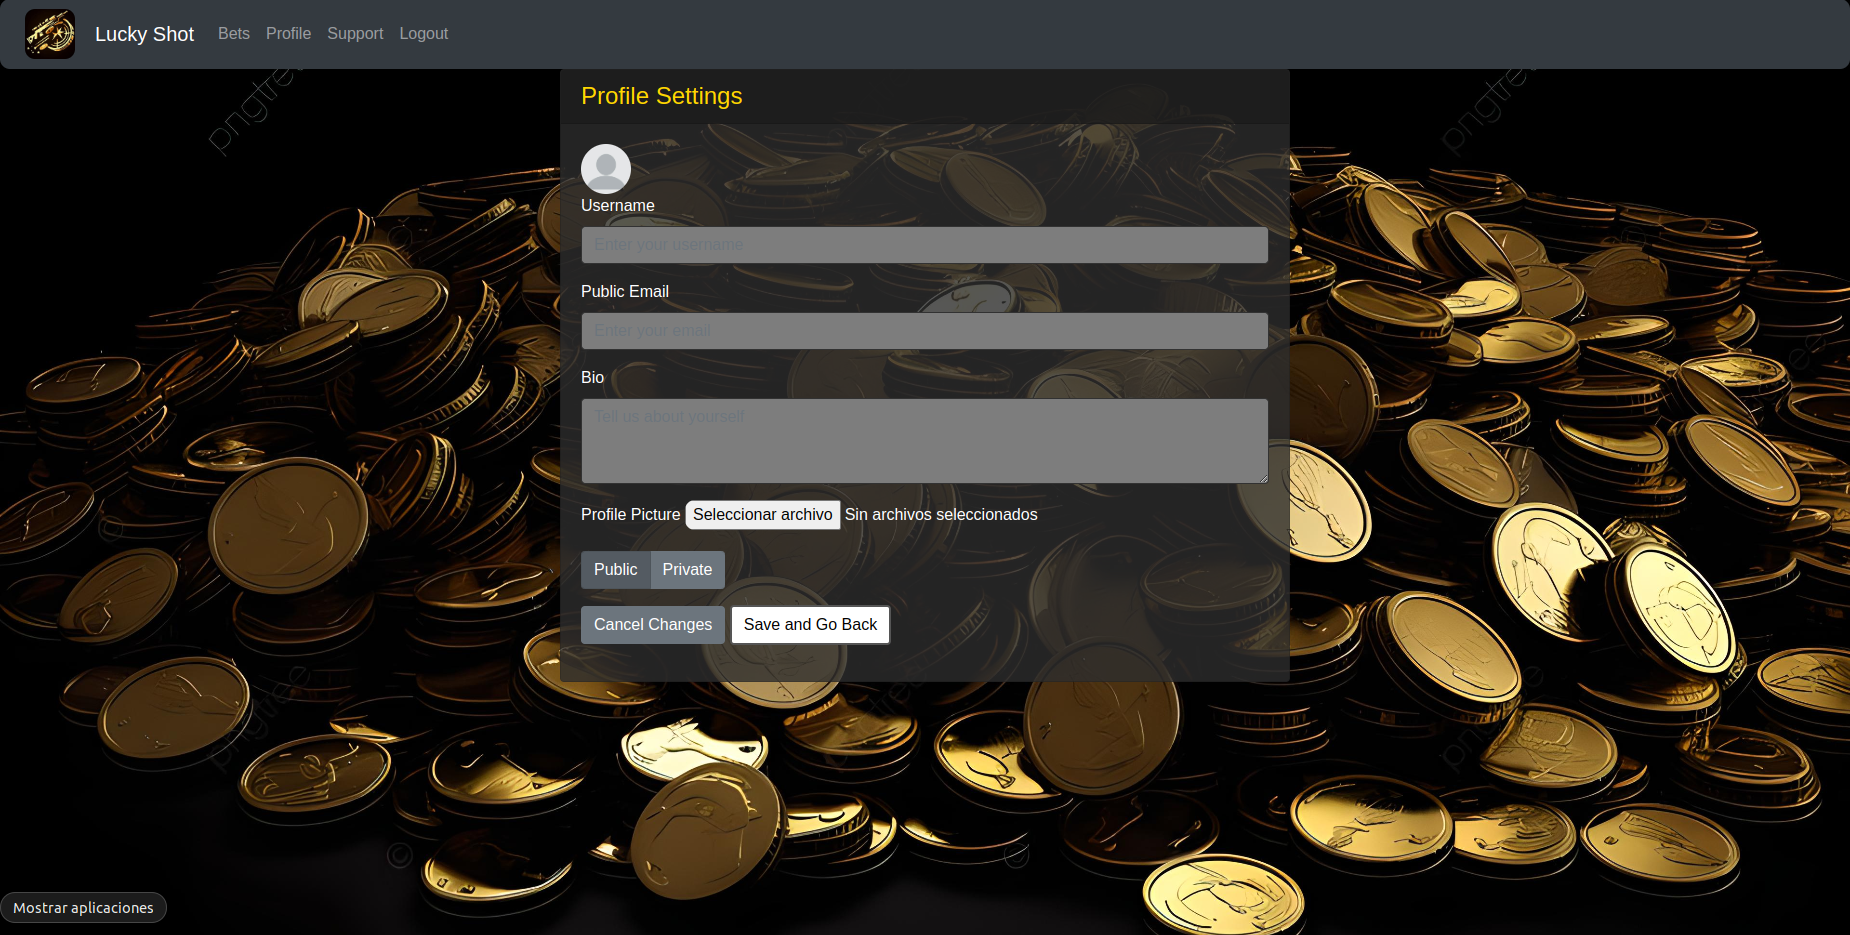 Lucky Shot Bets Profile Support Logout
pngtree
pngtree
Profile Settings
Username
Enter your username
Public Email
Enter your email
Bio
Tell us about yourself
Profile Picture Seleccionar archivo Sin archivos seleccionados
Public Private
Cancel Changes Save and Go Back
pngtree
pngtree
pngtree
©
©
Mostrar aplicaciones